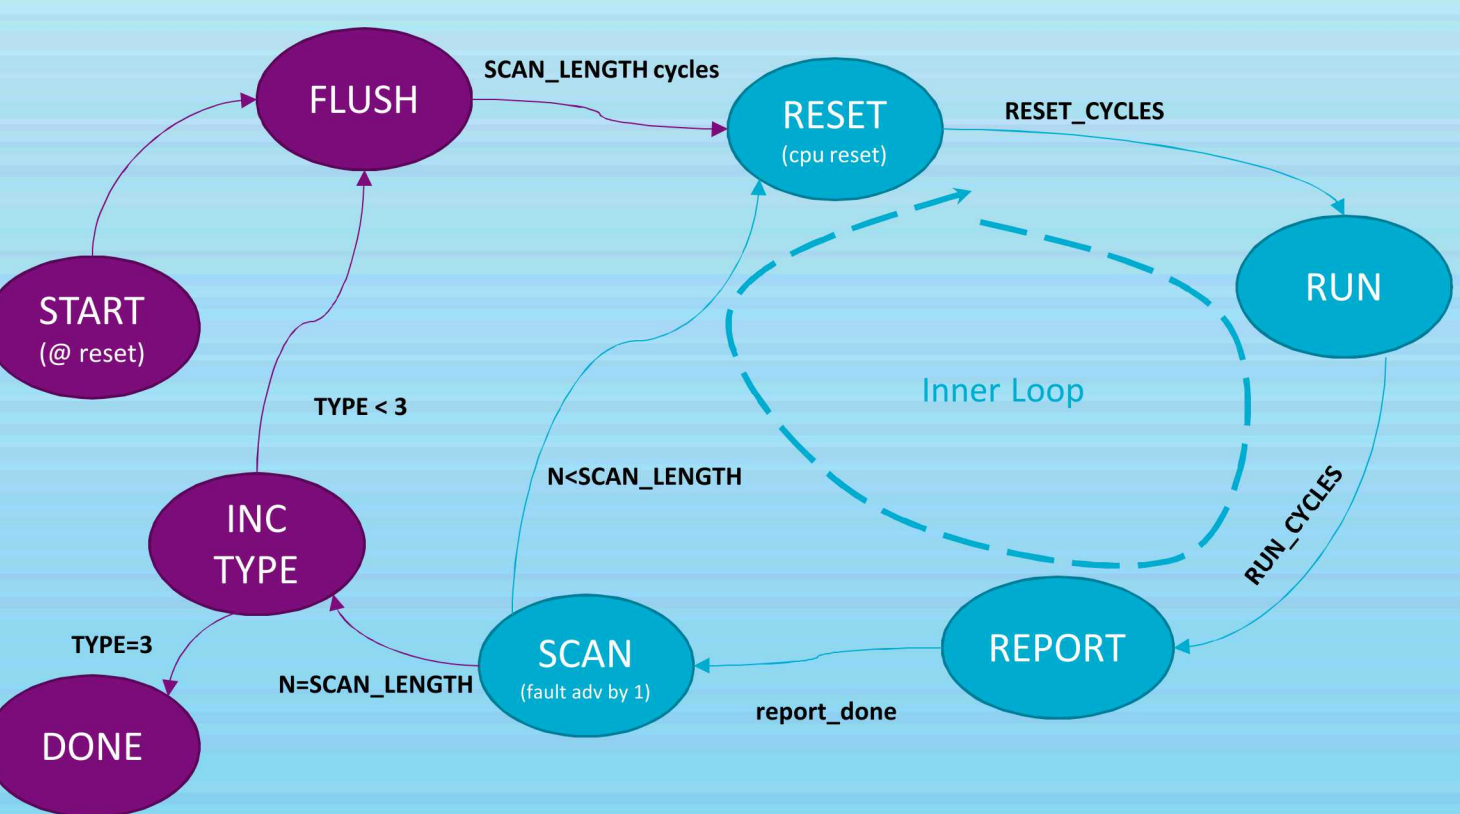 FLUSH
SCAN_LENGTH cycles
RESET
(cpu reset)
RESET_CYCLES
RUN
START
(@ reset)
TYPE < 3
Inner Loop
N<SCAN_LENGTH
RUN_CYCLES
INC
TYPE
TYPE=3
N=SCAN_LENGTH
SCAN
(fault adv by 1)
REPORT
report_done
DONE